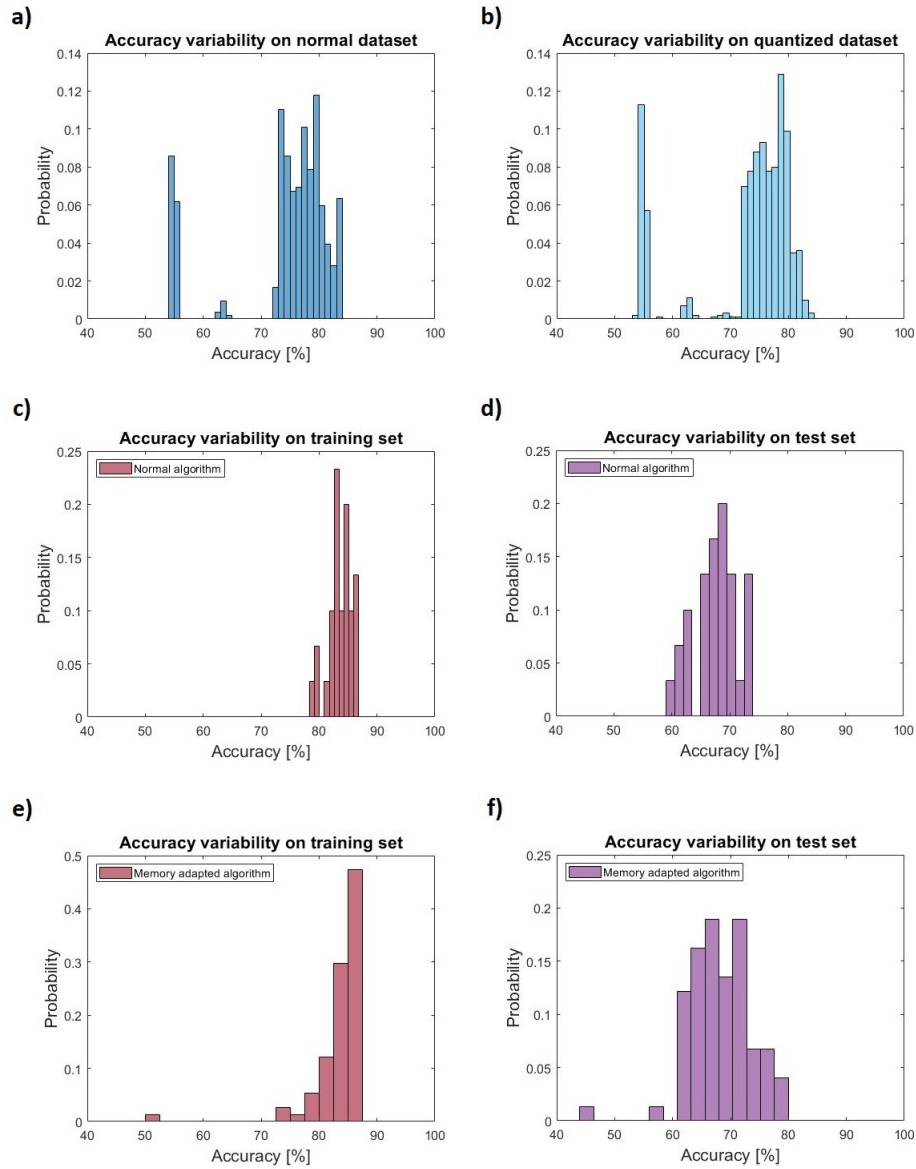 a)
Accuracy variability on normal dataset
0.14
0.12
0.1
0.08
0.06
0.04
0.02
0
Probability
40 50 60 70 80 90 100
Accuracy [%]
b)
Accuracy variability on quantized dataset
0.14
0.12
0.1
0.08
0.06
0.04
0.02
0
Probability
40 50 60 70 80 90 100
Accuracy [%]
c)
Accuracy variability on training set
Normal algorithm
0.25
0.2
0.15
0.1
0.05
0
Probability
40 50 60 70 80 90 100
Accuracy [%]
d)
Accuracy variability on test set
Normal algorithm
0.25
0.2
0.15
0.1
0.05
0
Probability
40 50 60 70 80 90 100
Accuracy [%]
e)
Accuracy variability on training set
Memory adapted algorithm
0.5
0.4
0.3
0.2
0.1
0
Probability
40 50 60 70 80 90 100
Accuracy [%]
f)
Accuracy variability on test set
Memory adapted algorithm
0.25
0.2
0.15
0.1
0.05
0
Probability
40 50 60 70 80 90 100
Accuracy [%]